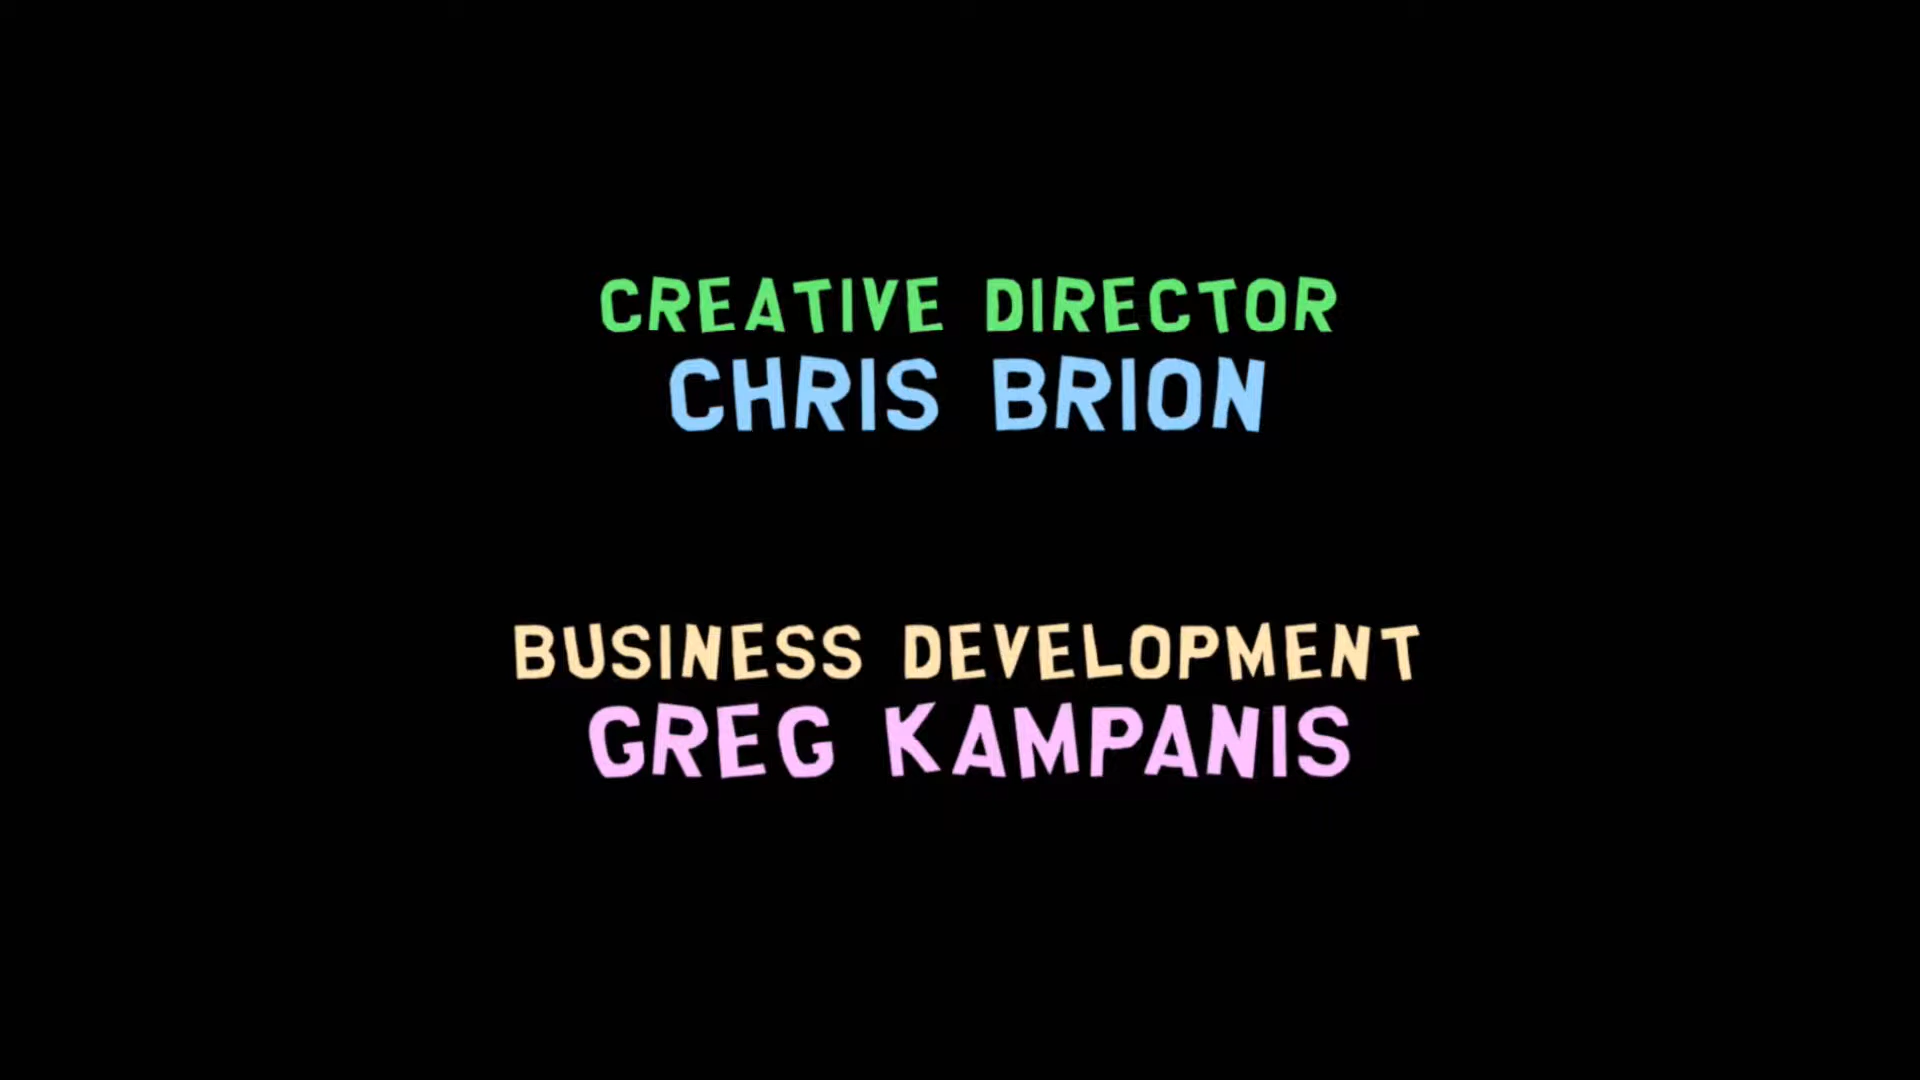 CREATIVE DIRECTOR
CHRIS BRION
BUSINESS DEVELOPMENT
GREG KAMPANIS